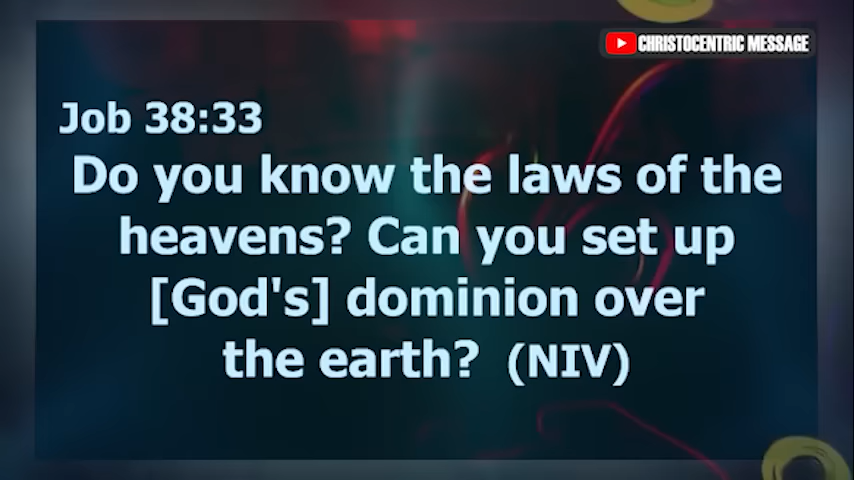 CHRISTOCENTRIC MESSAGE
Job 38:33
Do you know the laws of the
heavens? Can you set up
[God's] dominion over
the earth? (NIV)